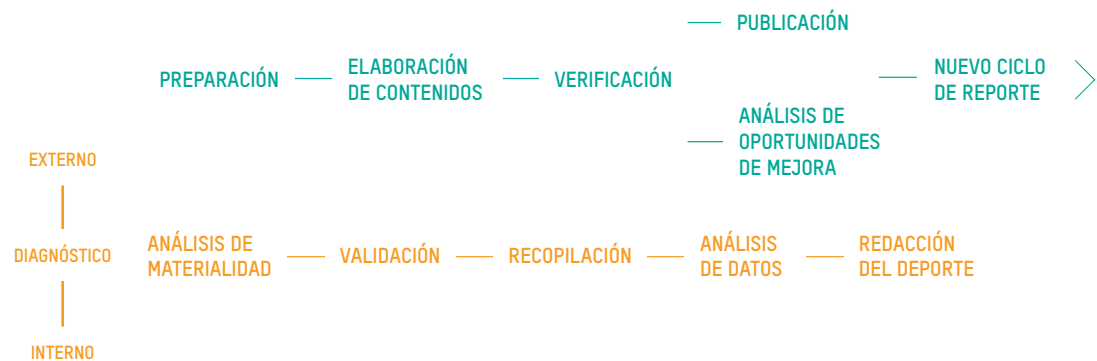 PUBLICACIÓN
PREPARACIÓN
ELABORACIÓN
DE CONTENIDOS
VERIFICACIÓN
NUEVO CICLO
DE REPORTE
ANÁLISIS DE
OPORTUNIDADES
DE MEJORA
EXTERNO
DIAGNÓSTICO
INTERNO
ANÁLISIS DE
MATERIALIDAD
VALIDACIÓN
RECOPILACIÓN
ANÁLISIS
DE DATOS
REDACCIÓN
DEL DEPORTE